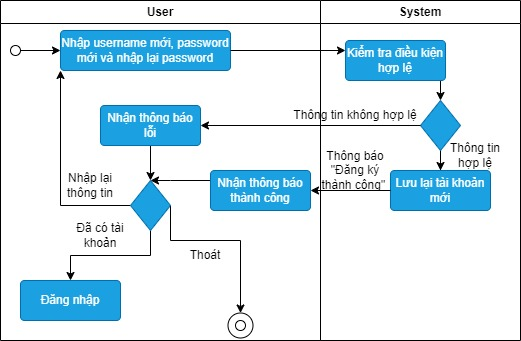 User
System
Nhập username mới, password
mới và nhập lại password
Kiểm tra điều kiện
hợp lệ
Thông tin không hợp lệ
Nhận thông báo
lỗi
Thông tin
hợp lệ
Thông báo
"Đăng ký
thành công"
Nhập lại
thông tin
Nhận thông báo
thành công
Lưu lại tài khoản
mới
Đã có tài
khoản
Thoát
Đăng nhập